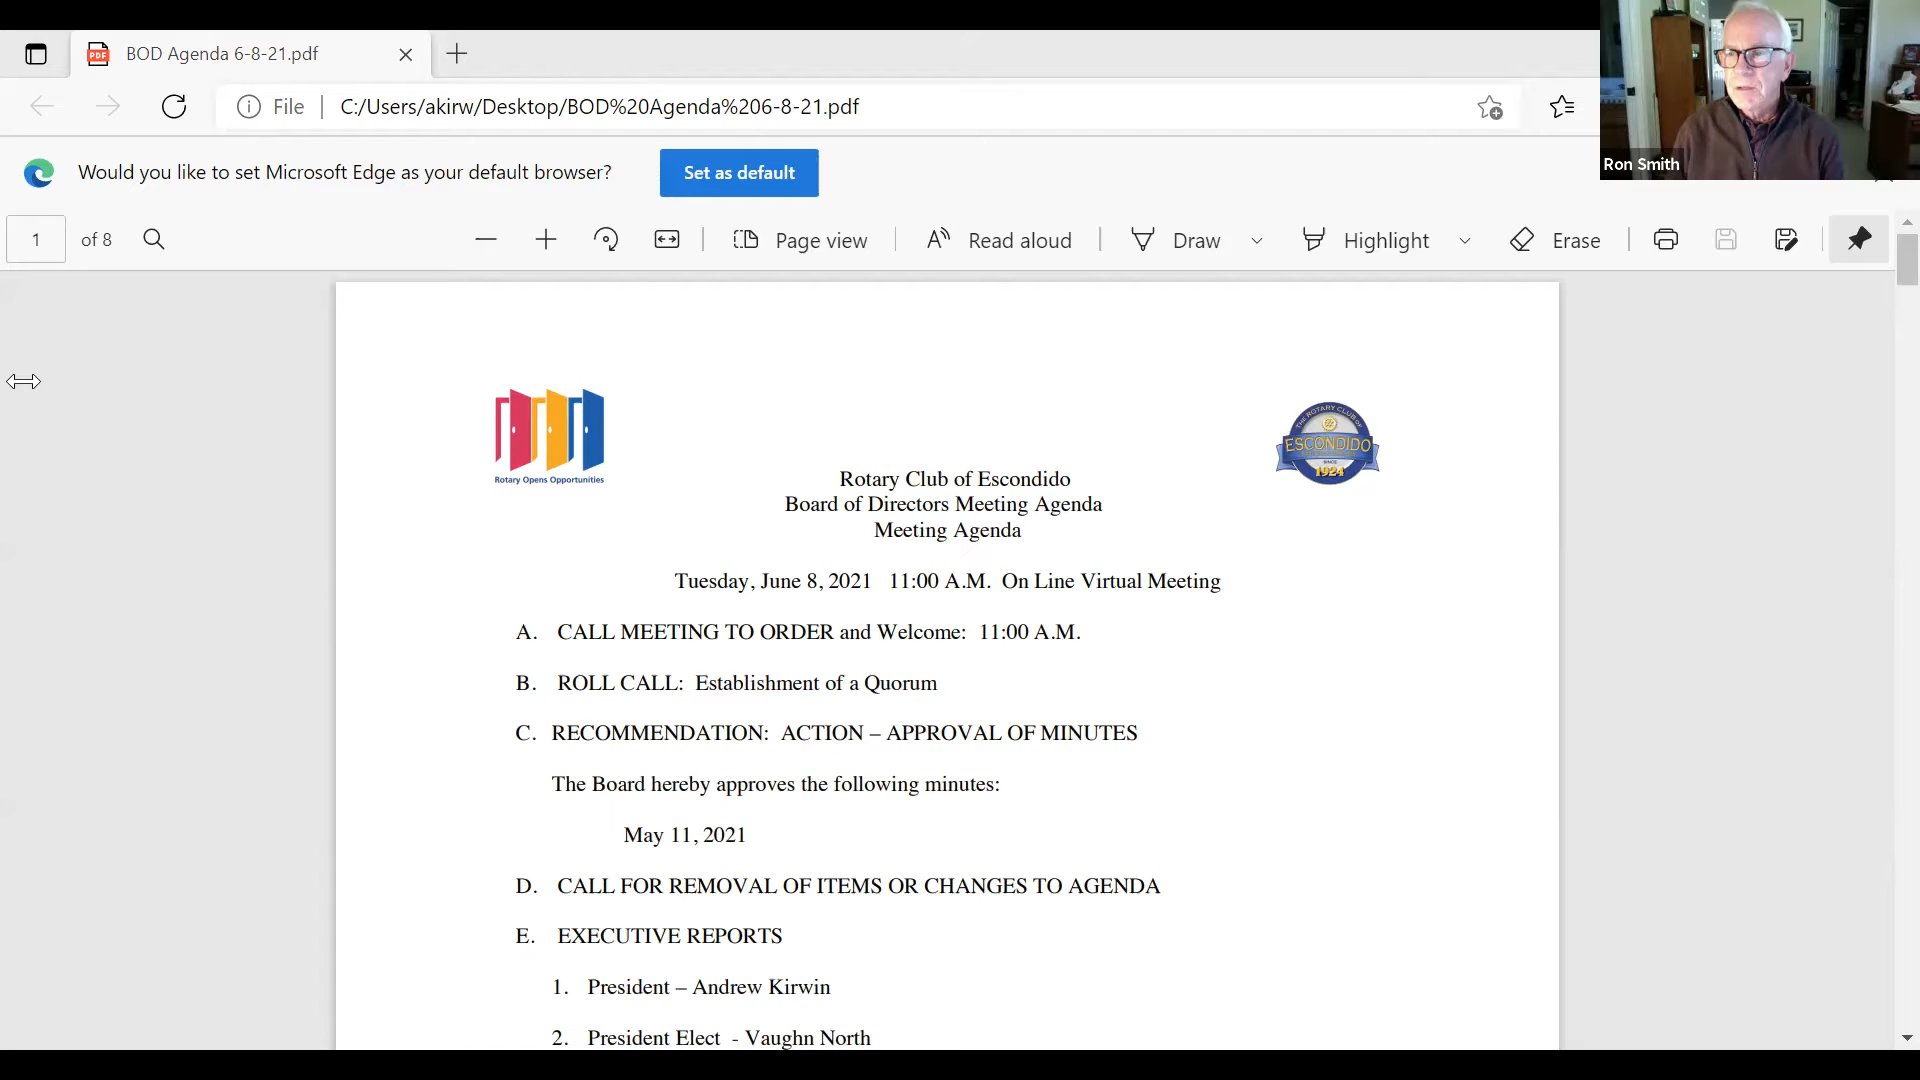 BOD Agenda 6-8-21.pdf
File
C:/Users/akirw/Desktop/BOD%20Agenda%206-8-21.pdf
Ron Smith
Would you like to set Microsoft Edge as your default browser?
Set as default
1 of 8
Page view
Read aloud
Draw
Highlight
Erase
PDF
Rotary Opens Opportunities
THE ROTARY CLUB OF
ESCONDIDO
SINCE
1924
Rotary Club of Escondido
Board of Directors Meeting Agenda
Meeting Agenda
Tuesday, June 8, 2021 11:00 A.M. On Line Virtual Meeting
A. CALL MEETING TO ORDER and Welcome: 11:00 A.M.
B. ROLL CALL: Establishment of a Quorum
C. RECOMMENDATION: ACTION – APPROVAL OF MINUTES
The Board hereby approves the following minutes:
May 11, 2021
D. CALL FOR REMOVAL OF ITEMS OR CHANGES TO AGENDA
E. EXECUTIVE REPORTS
1. President – Andrew Kirwin
2. President Elect - Vaughn North